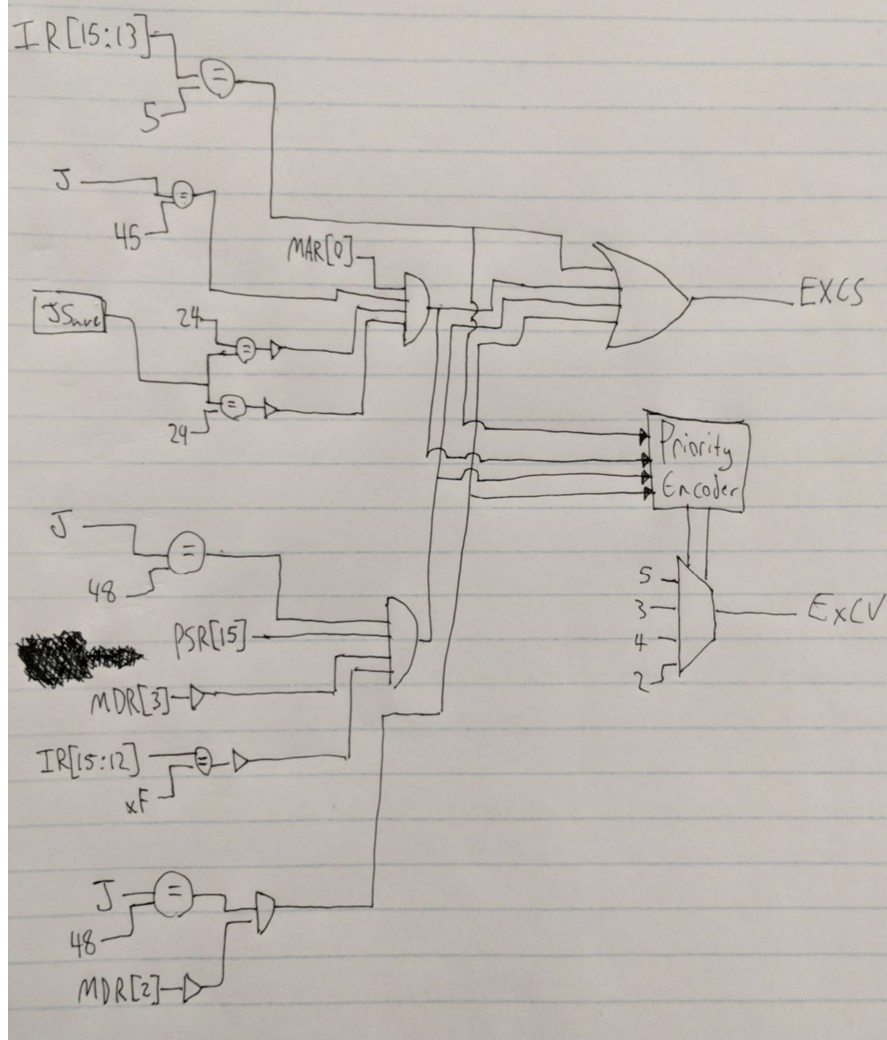 IR[15:13]
=
5
J
=
45
MAR[0]
EXCS
JSave
24
=
=
24
Priority
Encoder
J
=
48
5
3
4
2
EXCV
PSR[15]
MDR[3]
IR[15:12]
=
xF
J
=
48
MDR[2]